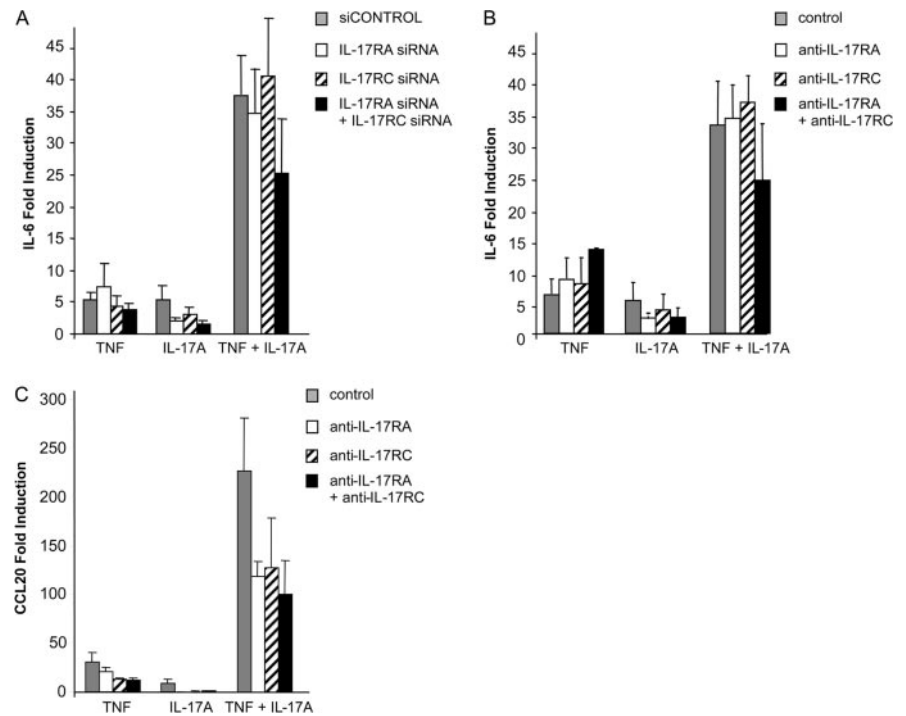 A
siCONTROL
IL-17RA siRNA
IL-17RC siRNA
IL-17RA siRNA
+ IL-17RC siRNA
IL-6 Fold Induction
45
40
35
30
25
20
15
10
5
0
TNF
IL-17A
TNF + IL-17A
B
control
anti-IL-17RA
anti-IL-17RC
anti-IL-17RA
+ anti-IL-17RC
IL-6 Fold Induction
45
40
35
30
25
20
15
10
5
0
TNF
IL-17A
TNF + IL-17A
C
control
anti-IL-17RA
anti-IL-17RC
anti-IL-17RA
+ anti-IL-17RC
CCL20 Fold Induction
300
250
200
150
100
50
0
TNF
IL-17A
TNF + IL-17A